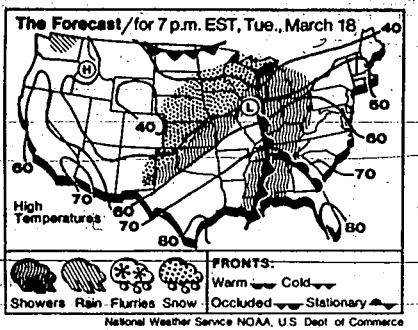 The Forecast/for 7 p.m. EST, Tue., March 18
40
H
L
40
50
60
60
70
70
60
70
80
80
High
Temperatures
Showers Rain Flurries Snow
FRONTS:
Warm Cold
Occluded Stationary
National Weather Service NOAA, U.S. Dept. of Commerce